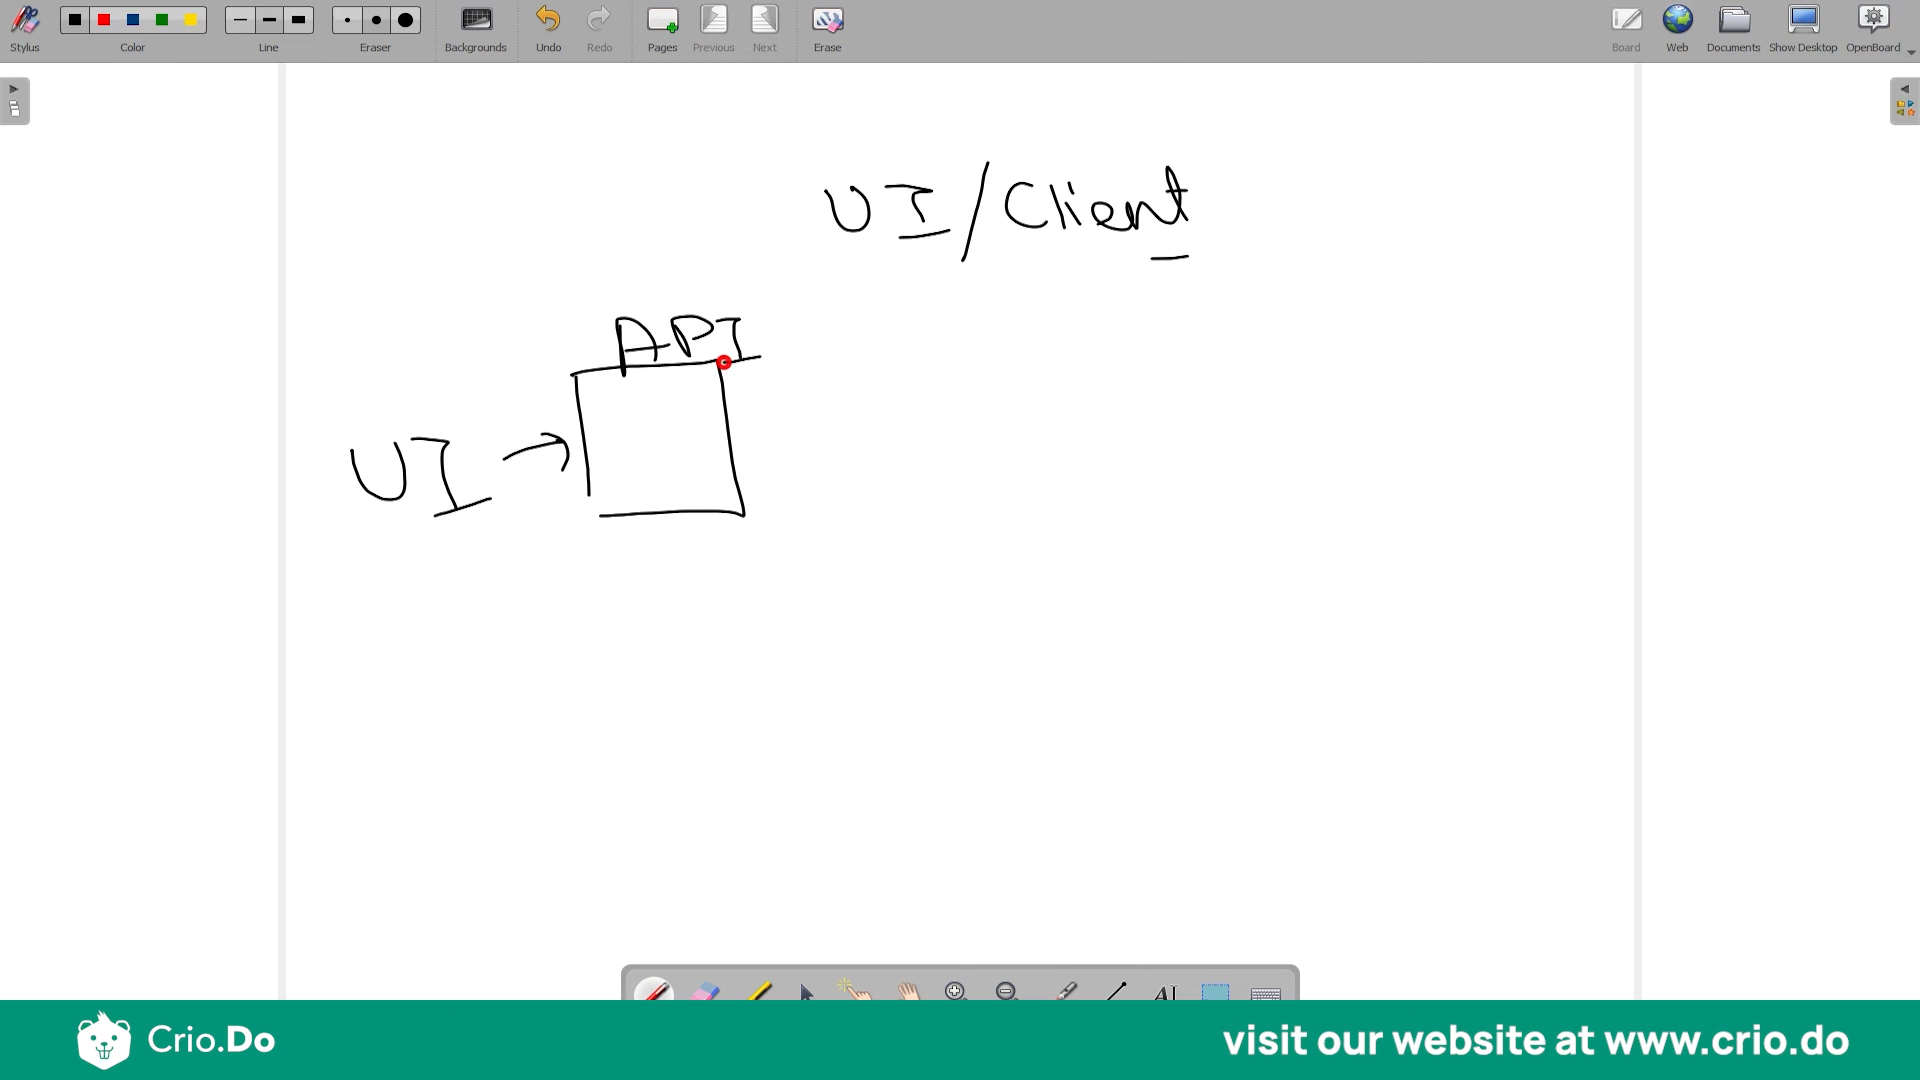 Stylus Color Line Eraser Backgrounds Undo Redo Pages Previous Next Erase Board Web Documents Show Desktop OpenBoard
UI/Client
API
UI
AI
Crio.Do
visit our website at www.crio.do